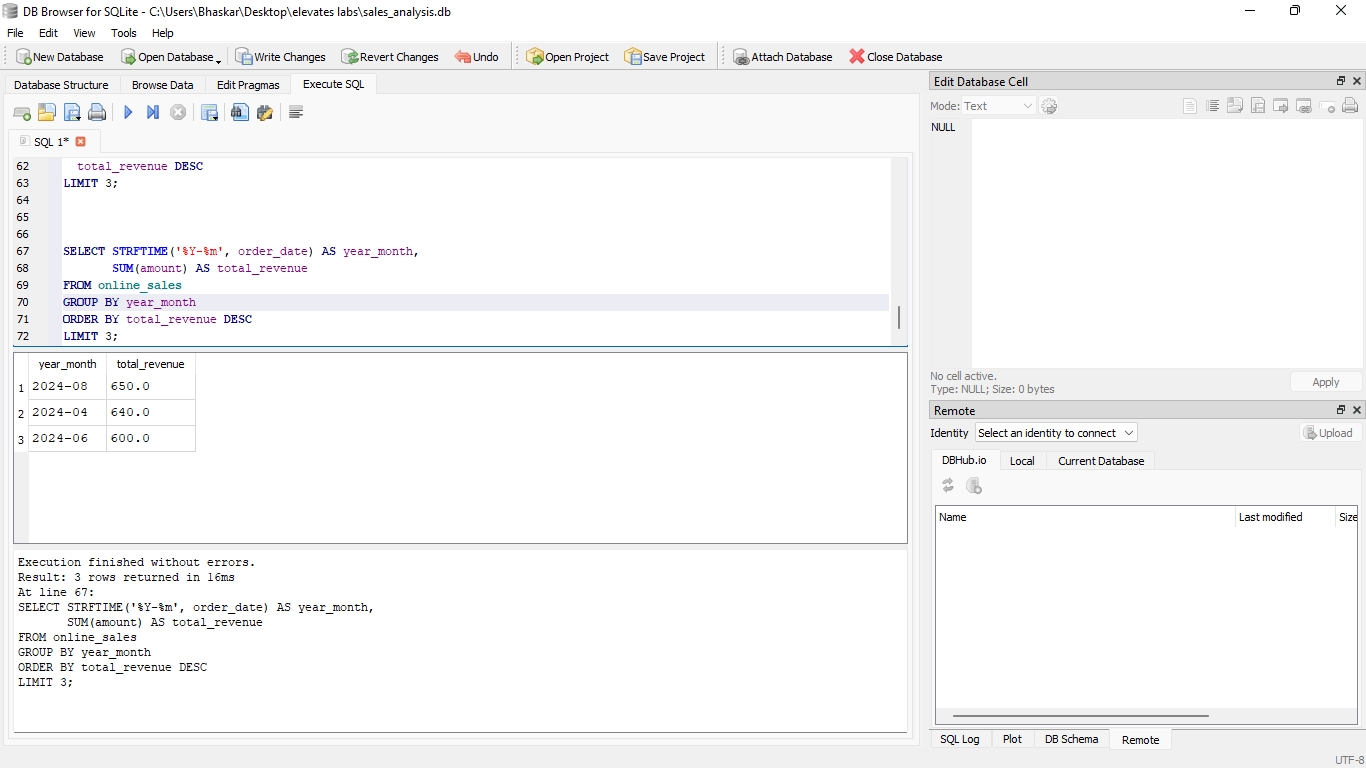 DB Browser for SQLite - C:\Users\Bhaskar\Desktop\elevates labs\sales_analysis.db
File Edit View Tools Help
New Database Open Database Write Changes Revert Changes Undo Open Project Save Project Attach Database Close Database
Database Structure Browse Data Edit Pragmas Execute SQL
SQL 1*
62 total_revenue DESC
63 LIMIT 3;
64
65
66
67 SELECT STRFTIME('%Y-%m', order_date) AS year_month,
68 SUM(amount) AS total_revenue
69 FROM online_sales
70 GROUP BY year_month
71 ORDER BY total_revenue DESC
72 LIMIT 3;
year_month total_revenue
1 2024-08 650.0
2 2024-04 640.0
3 2024-06 600.0
Execution finished without errors.
Result: 3 rows returned in 16ms
At line 67:
SELECT STRFTIME('%Y-%m', order_date) AS year_month,
SUM(amount) AS total_revenue
FROM online_sales
GROUP BY year_month
ORDER BY total_revenue DESC
LIMIT 3;
Edit Database Cell
Mode: Text
NULL
No cell active.
Type: NULL; Size: 0 bytes
Apply
Remote
Identity Select an identity to connect Upload
DBHub.io Local Current Database
Name Last modified Size
SQL Log Plot DB Schema Remote
UTF-8